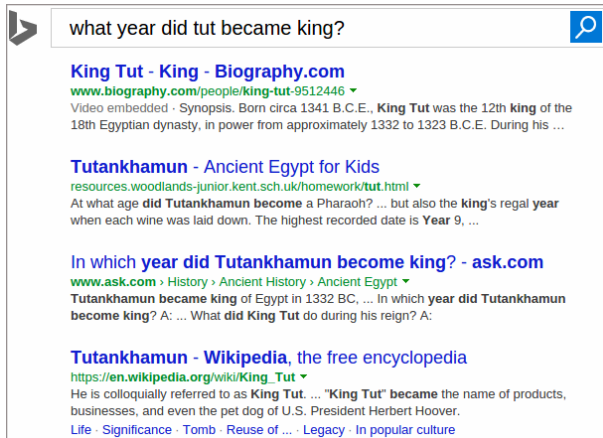 what year did tut became king?
King Tut - King - Biography.com
www.biography.com/people/king-tut-9512446
Video embedded · Synopsis. Born circa 1341 B.C.E., King Tut was the 12th king of the
18th Egyptian dynasty, in power from approximately 1332 to 1323 B.C.E. During his ...
Tutankhamun - Ancient Egypt for Kids
resources.woodlands-junior.kent.sch.uk/homework/tut.html
At what age did Tutankhamun become a Pharaoh? ... but also the king's regal year
when each wine was laid down. The highest recorded date is Year 9, ...
In which year did Tutankhamun become king? - ask.com
www.ask.com › History › Ancient History › Ancient Egypt
Tutankhamun became king of Egypt in 1332 BC, ... In which year did Tutankhamun
become king? A: ... What did King Tut do during his reign? A:
Tutankhamun - Wikipedia, the free encyclopedia
https://en.wikipedia.org/wiki/King_Tut
He is colloquially referred to as King Tut. ... "King Tut" became the name of products,
businesses, and even the pet dog of U.S. President Herbert Hoover.
Life · Significance · Tomb · Reuse of ... · Legacy · In popular culture